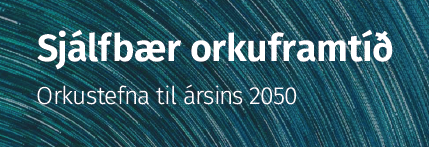 Sjálfbær orkuframtíð
Orkustefna til ársins 2050